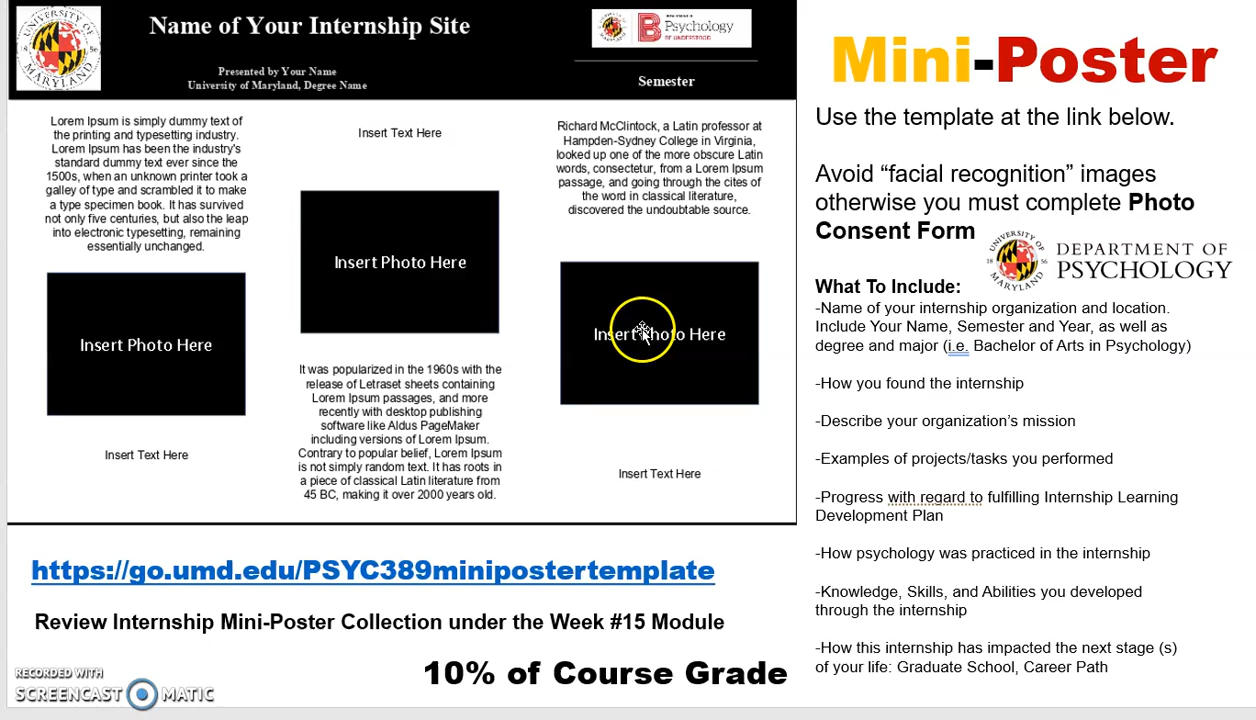 Name of Your Internship Site
Presented by Your Name
University of Maryland, Degree Name
Psychology
Semester
Lorem Ipsum is simply dummy text of
the printing and typesetting industry.
Lorem Ipsum has been the industry's
standard dummy text ever since the
1500s, when an unknown printer took a
galley of type and scrambled it to make
a type specimen book. It has survived
not only five centuries, but also the leap
into electronic typesetting, remaining
essentially unchanged.
Insert Photo Here
Insert Text Here
Insert Text Here
Insert Photo Here
It was popularized in the 1960s with the
release of Letraset sheets containing
Lorem Ipsum passages, and more
recently with desktop publishing
software like Aldus PageMaker
including versions of Lorem Ipsum.
Contrary to popular belief, Lorem Ipsum
is not simply random text. It has roots in
a piece of classical Latin literature from
45 BC, making it over 2000 years old.
Richard McClintock, a Latin professor at
Hampden-Sydney College in Virginia,
looked up one of the more obscure Latin
words, consectetur, from a Lorem Ipsum
passage, and going through the cites of
the word in classical literature,
discovered the undoubtable source.
Insert Photo Here
Insert Text Here
https://go.umd.edu/PSYC389miniposteremplate
Review Internship Mini-Poster Collection under the Week #15 Module
10% of Course Grade
RECORDED WITH
SCREENCAST MATIC
Mini-Poster
Use the template at the link below.
Avoid “facial recognition” images
otherwise you must complete Photo
Consent Form
UNIVERSITY OF
18 56
MARYLAND
DEPARTMENT OF
PSYCHOLOGY
What To Include:
-Name of your internship organization and location.
Include Your Name, Semester and Year, as well as
degree and major (i.e. Bachelor of Arts in Psychology)
-How you found the internship
-Describe your organization’s mission
-Examples of projects/tasks you performed
-Progress with regard to fulfilling Internship Learning
Development Plan
-How psychology was practiced in the internship
-Knowledge, Skills, and Abilities you developed
through the internship
-How this internship has impacted the next stage (s)
of your life: Graduate School, Career Path